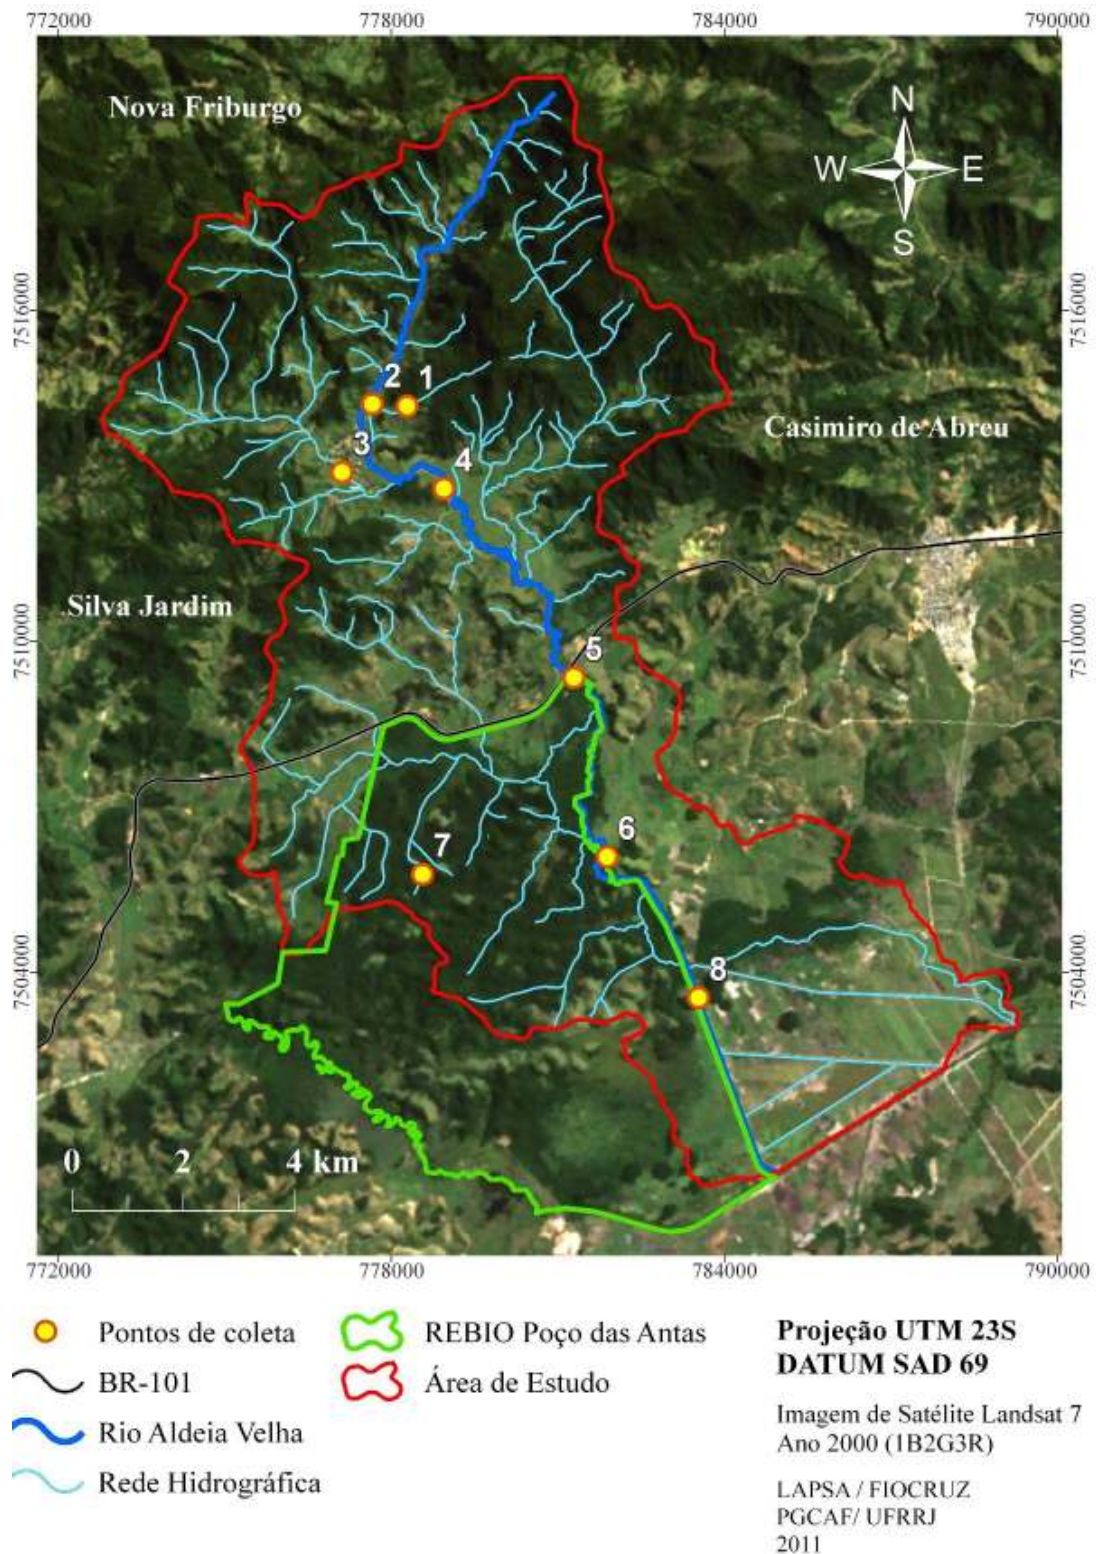 772000 778000 784000 790000
Nova Friburgo
N
W E
S
7516000 7516000
2 1
Casimiro de Abreu
3
4
Silva Jardim
7510000 7510000
5
6
7
7504000 7504000
8
0 2 4 km
772000 778000 784000 790000
Pontos de coleta
BR-101
Rio Aldeia Velha
Rede Hidrográfica
REBIO Poço das Antas
Área de Estudo
Projeção UTM 23S
DATUM SAD 69
Imagem de Satélite Landsat 7
Ano 2000 (1B2G3R)
LAPSA / FIOCRUZ
PGCAF/ UFRRJ
2011